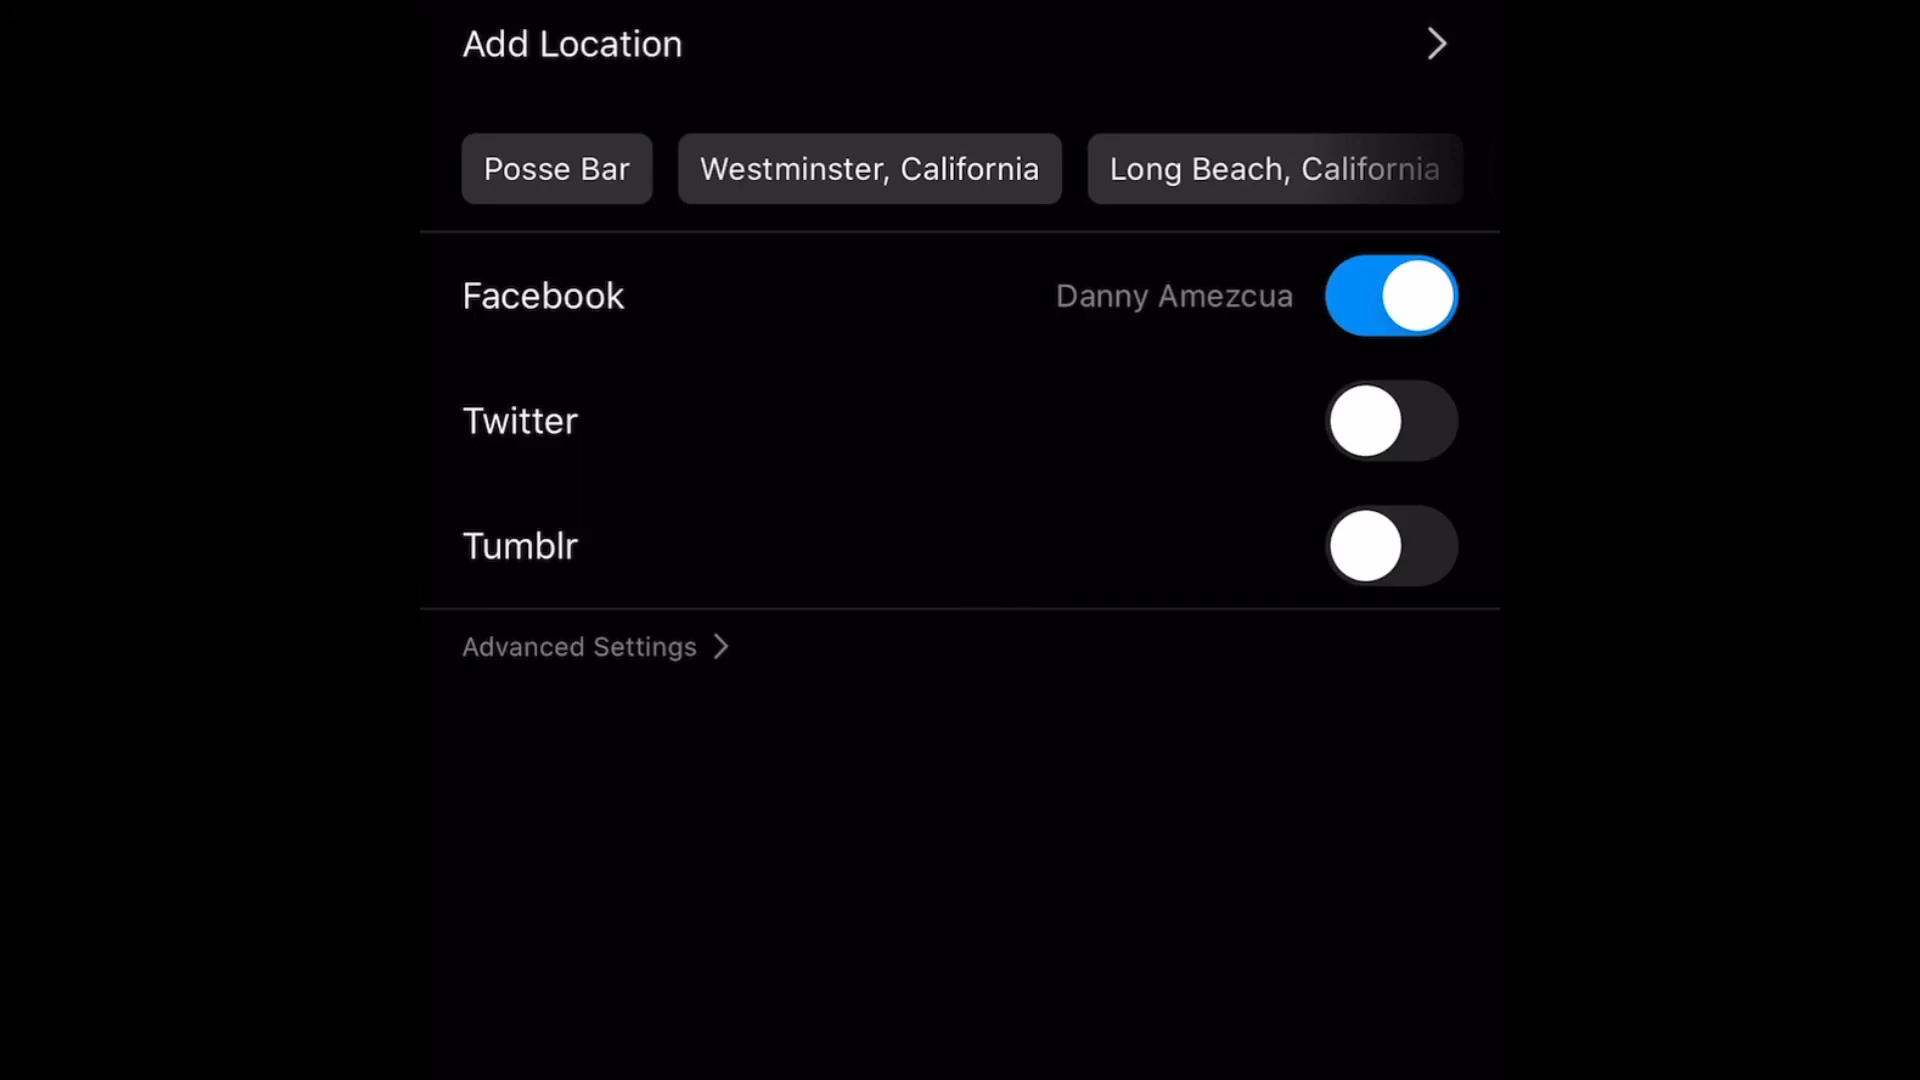 Add Location
Posse Bar Westminster, California Long Beach, California
Facebook Danny Amezcua
Twitter
Tumblr
Advanced Settings